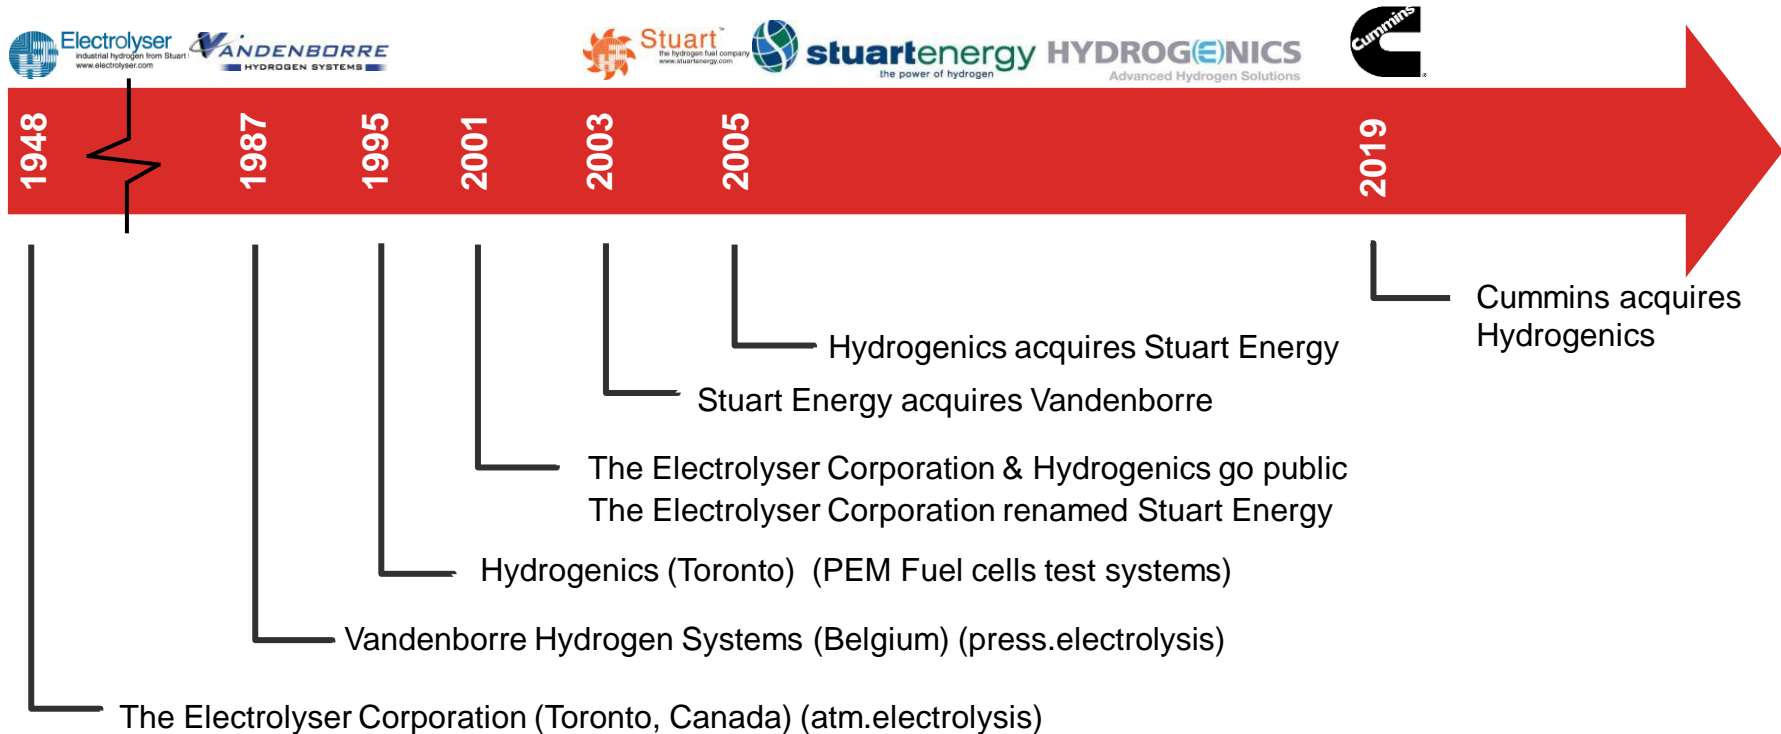 Electrolyser
industrial hydrogen from Stuart
www.electrolyser.com
VANDENBORRE
HYDROGEN SYSTEMS
Stuart™
the hydrogen fuel company
www.stuartenergy.com
stuartenergy
the power of hydrogen
HYDROG(E)NICS
Advanced Hydrogen Solutions
Cummins
®
1948
1987
1995
2001
2003
2005
2019
Cummins acquires
Hydrogenics
Hydrogenics acquires Stuart Energy
Stuart Energy acquires Vandenborre
The Electrolyser Corporation & Hydrogenics go public
The Electrolyser Corporation renamed Stuart Energy
Hydrogenics (Toronto) (PEM Fuel cells test systems)
Vandenborre Hydrogen Systems (Belgium) (press.electrolysis)
The Electrolyser Corporation (Toronto, Canada) (atm.electrolysis)